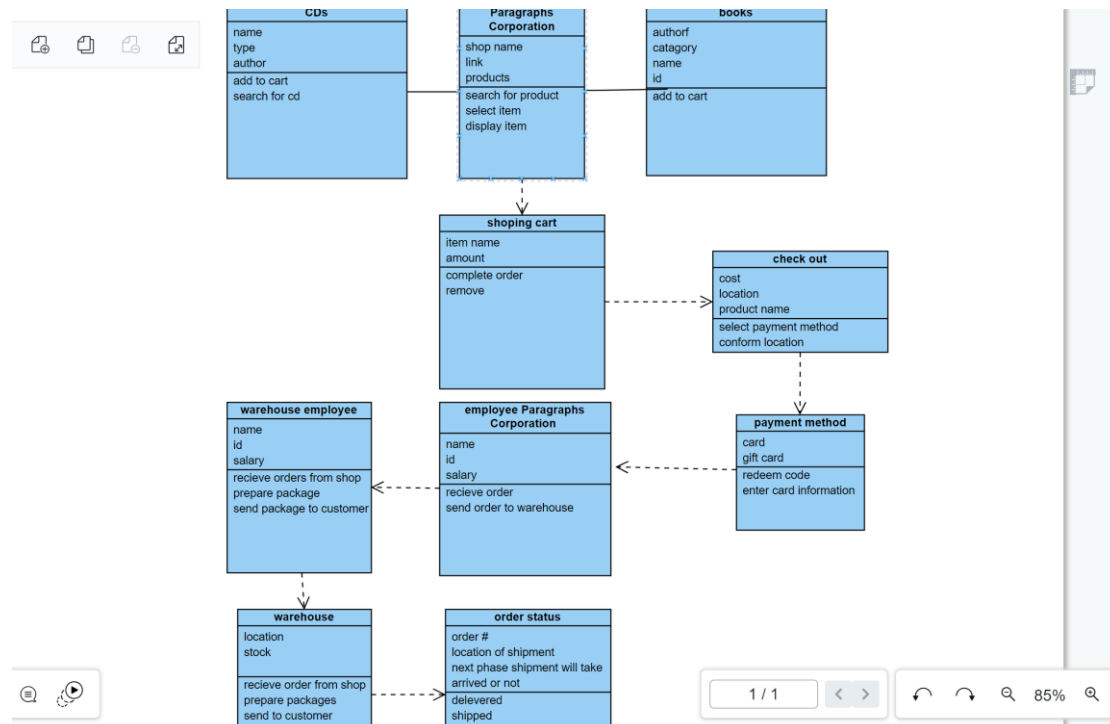 CDs
name
type
author
add to cart
search for cd
Paragraphs
Corporation
shop name
link
products
search for product
select item
display item
books
authorf
catagory
name
id
add to cart
shoping cart
item name
amount
complete order
remove
check out
cost
location
product name
select payment method
conform location
warehouse employee
name
id
salary
recieve orders from shop
prepare package
send package to customer
employee Paragraphs
Corporation
name
id
salary
recieve order
send order to warehouse
payment method
card
gift card
redeem code
enter card information
warehouse
location
stock
recieve order from shop
prepare packages
send to customer
order status
order #
location of shipment
next phase shipment will take
arrived or not
delevered
shipped
1 / 1
85%